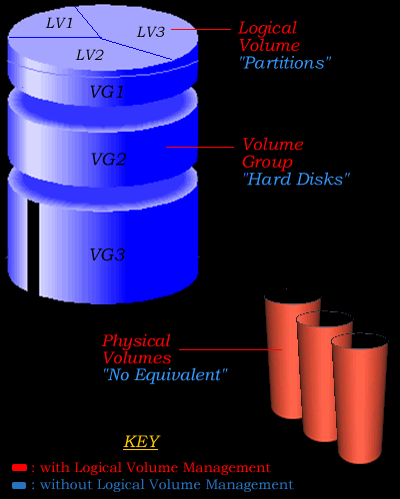 LV1
LV3
LV2
VG1
VG2
VG3
Logical
Volume
"Partitions"
Volume
Group
"Hard Disks"
Physical
Volumes
"No Equivalent"
KEY
: with Logical Volume Management
: without Logical Volume Management